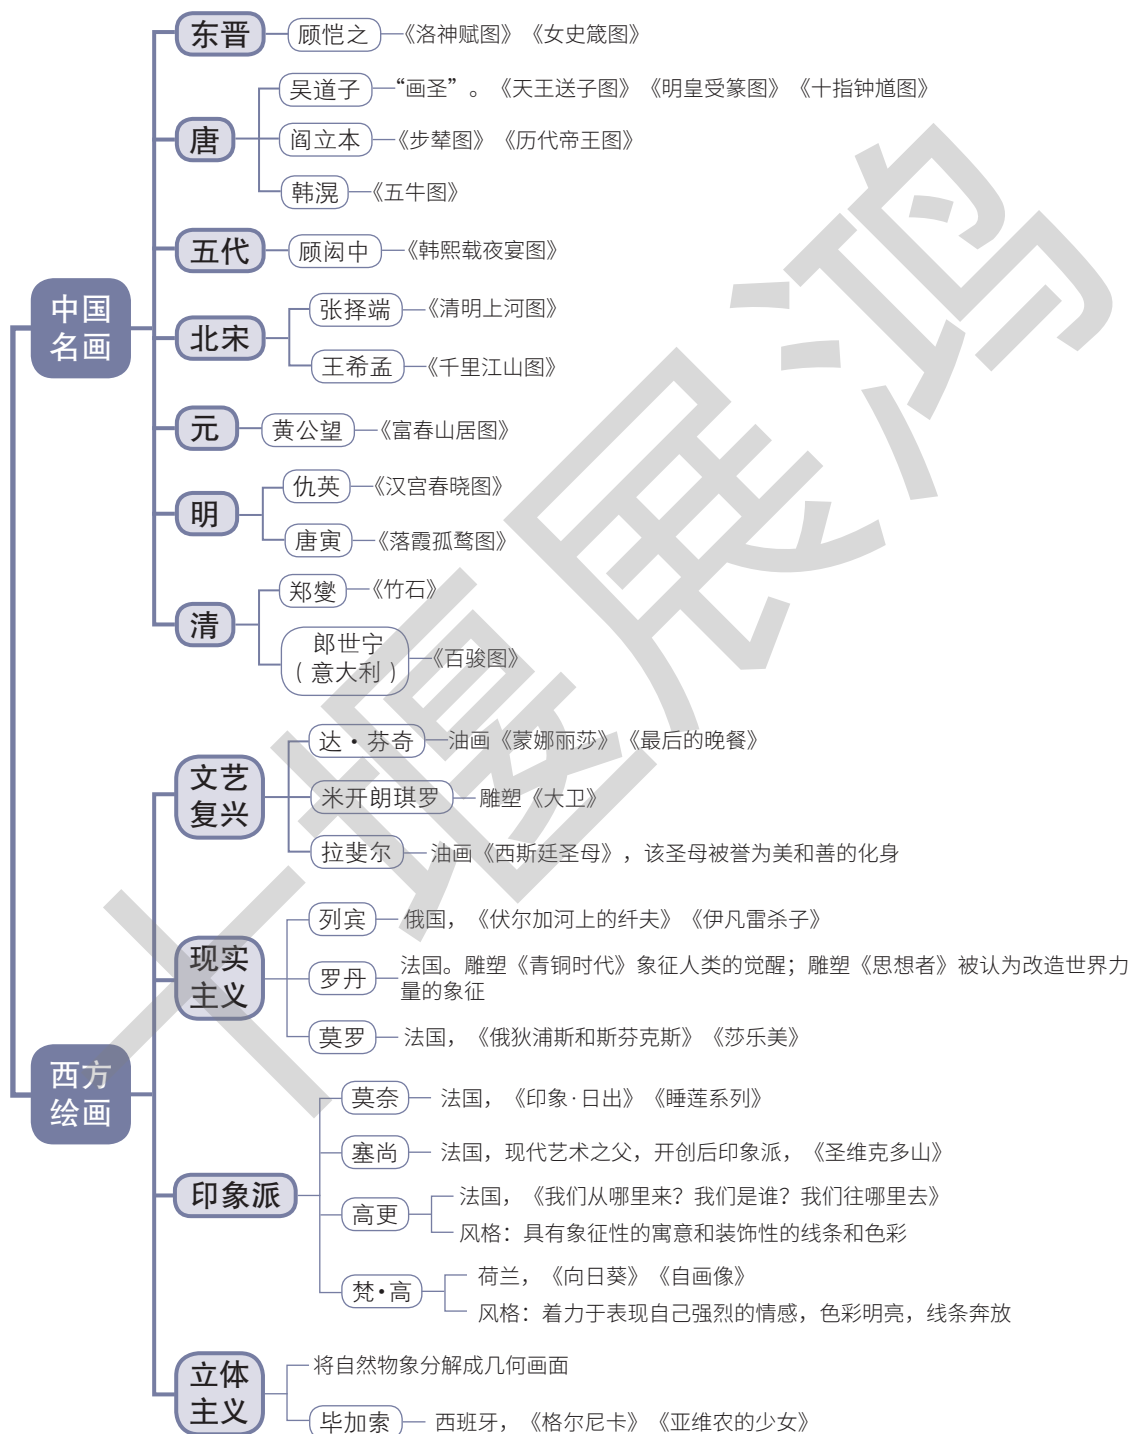 中国
名画
东晋
顾恺之
《洛神赋图》《女史箴图》
唐
吴道子
“画圣”。《天王送子图》《明皇受篆图》《十指钟馗图》
阎立本
《步辇图》《历代帝王图》
韩滉
《五牛图》
五代
顾闳中
《韩熙载夜宴图》
北宋
张择端
《清明上河图》
王希孟
《千里江山图》
元
黄公望
《富春山居图》
明
仇英
《汉宫春晓图》
唐寅
《落霞孤鹜图》
清
郑燮
《竹石》
郎世宁
（意大利）
《百骏图》
西方
绘画
文艺
复兴
达·芬奇
油画《蒙娜丽莎》《最后的晚餐》
米开朗琪罗
雕塑《大卫》
拉斐尔
油画《西斯廷圣母》，该圣母被誉为美和善的化身
现实
主义
列宾
俄国，《伏尔加河上的纤夫》《伊凡雷杀子》
罗丹
法国。雕塑《青铜时代》象征人类的觉醒；雕塑《思想者》被认为改造世界力
量的象征
莫罗
法国，《俄狄浦斯和斯芬克斯》《莎乐美》
印象派
莫奈
法国，《印象·日出》《睡莲系列》
塞尚
法国，现代艺术之父，开创后印象派，《圣维克多山》
高更
法国，《我们从哪里来？我们是谁？我们往哪里去》
风格：具有象征性的寓意和装饰性的线条和色彩
梵·高
荷兰，《向日葵》《自画像》
风格：着力于表现自己强烈的情感，色彩明亮，线条奔放
立体
主义
将自然物象分解成几何画面
毕加索
西班牙，《格尔尼卡》《亚维农的少女》
十堰展鸿